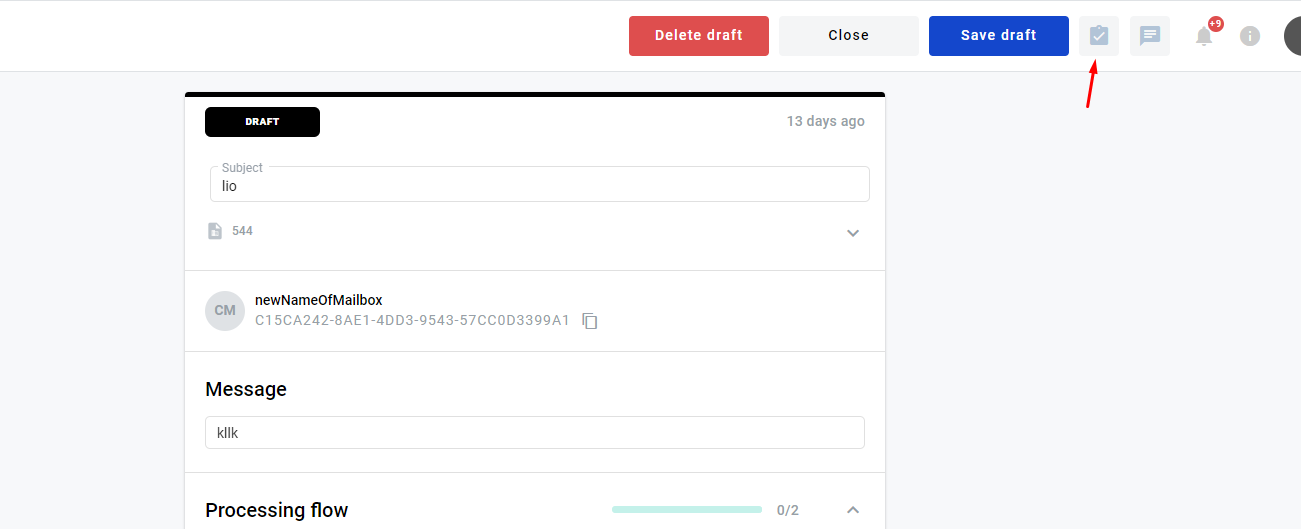 Delete draft
Close
Save draft
+9
DRAFT
13 days ago
Subject
lio
544
CM
newNameOfMailbox
C15CA242-8AE1-4DD3-9543-57CC0D3399A1
Message
kllk
Processing flow
0/2